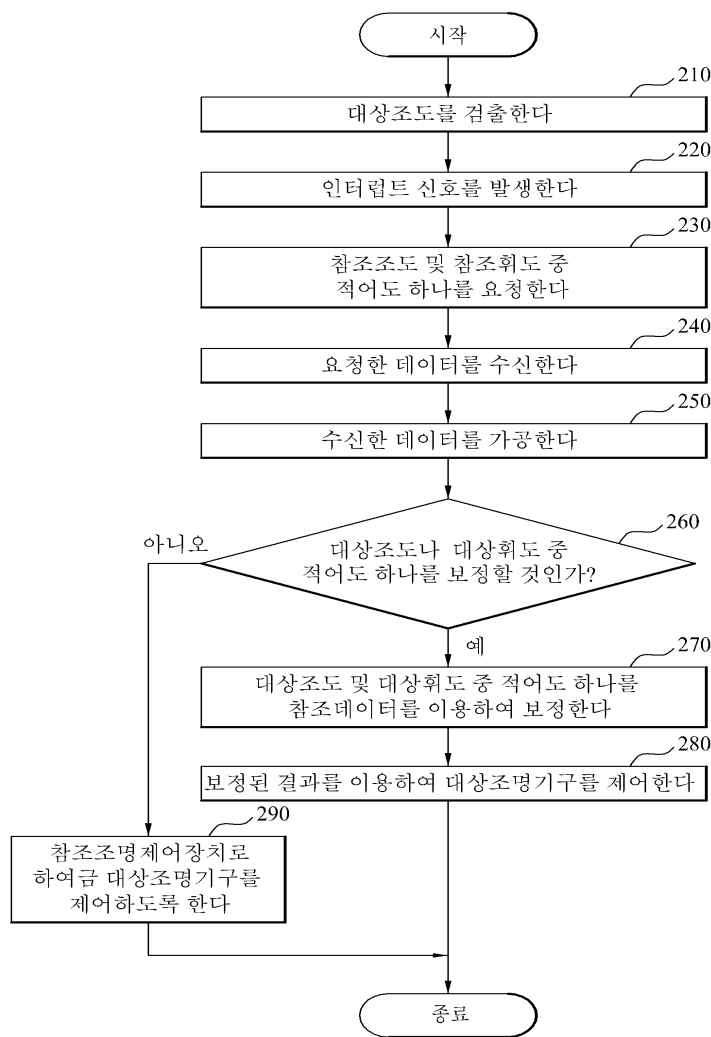 시작
210
대상조도를 검출한다
220
인터럽트 신호를 발생한다
230
참조조도 및 참조휘도 중
적어도 하나를 요청한다
240
요청한 데이터를 수신한다
250
수신한 데이터를 가공한다
260
아니오
대상조도나 대상휘도 중
적어도 하나를 보정할 것인가?
예
270
대상조도 및 대상휘도 중 적어도 하나를
참조데이터를 이용하여 보정한다
280
보정된 결과를 이용하여 대상조명기구를 제어한다
290
참조조명제어장치로
하여금 대상조명기구를
제어하도록 한다
종료